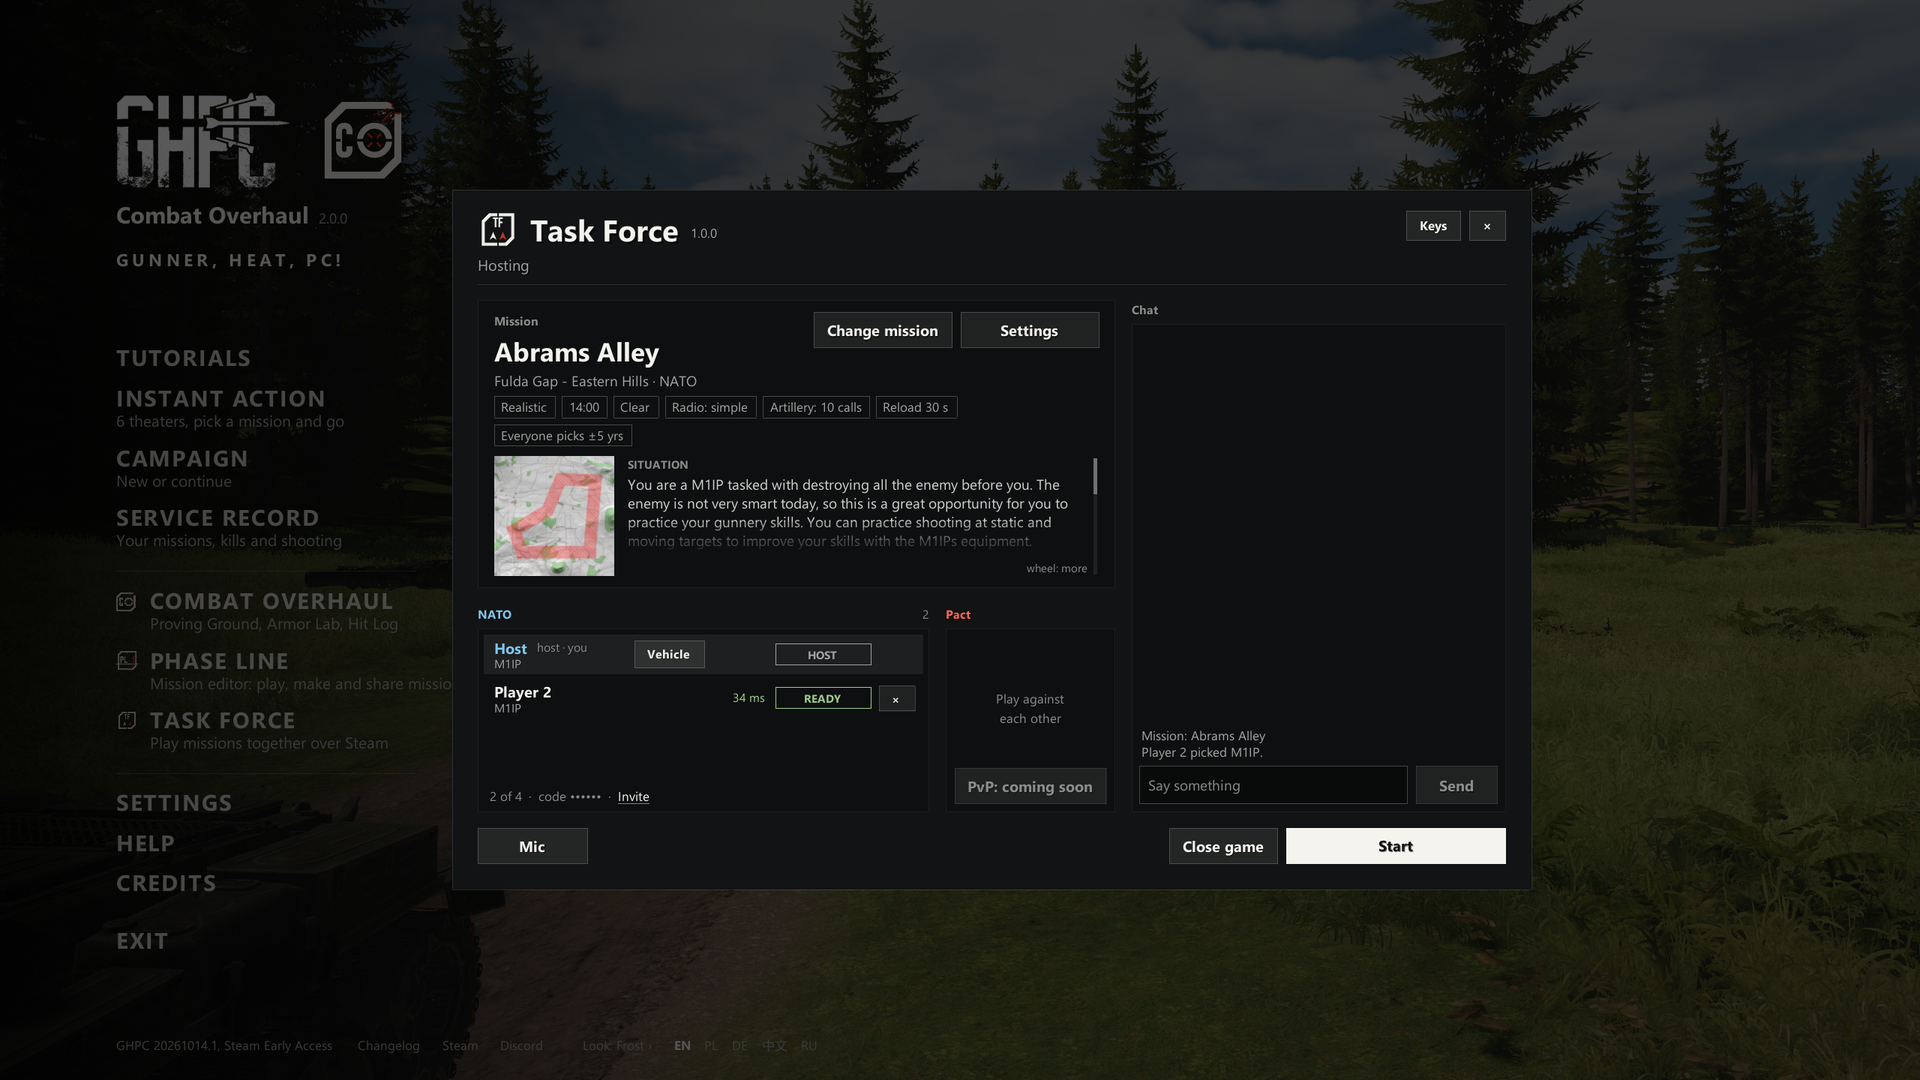 GHPC
CO
Combat Overhaul 2.0.0
GUNNER, HEAT, PC!
TUTORIALS
INSTANT ACTION
6 theaters, pick a mission and go
CAMPAIGN
New or continue
SERVICE RECORD
Your missions, kills and shooting
COMBAT OVERHAUL
Proving Ground, Armor Lab, Hit Log
PHASE LINE
Mission editor: play, make and share missio
TASK FORCE
Play missions together over Steam
SETTINGS
HELP
CREDITS
EXIT
TF
Task Force 1.0.0
Keys ×
Hosting
Mission
Change mission
Settings
Abrams Alley
Fulda Gap - Eastern Hills · NATO
Realistic 14:00 Clear Radio: simple Artillery: 10 calls Reload 30 s
Everyone picks ±5 yrs
SITUATION
You are a M1IP tasked with destroying all the enemy before you. The
enemy is not very smart today, so this is a great opportunity for you to
practice your gunnery skills. You can practice shooting at static and
moving targets to improve your skills with the M1IPs equipment.
wheel: more
NATO 2
Host host · you Vehicle HOST
M1IP
Player 2 34 ms READY ×
M1IP
2 of 4 · code •••••• · Invite
Pact
Play against
each other
PvP: coming soon
Chat
Mission: Abrams Alley
Player 2 picked M1IP.
Say something
Send
Mic
Close game
Start
GHPC 20261014.1, Steam Early Access Changelog Steam Discord Look: Frost › EN PL DE 中文 RU